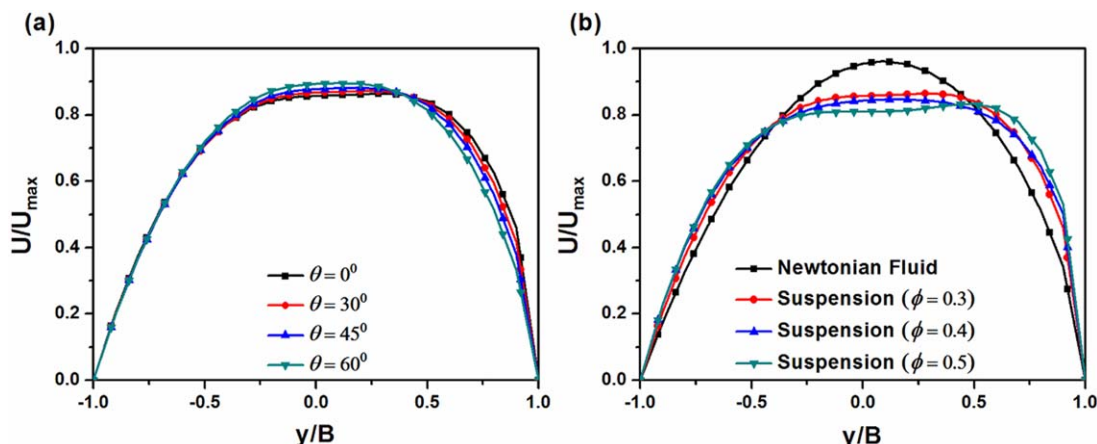 (a)
1.0
0.8
0.6
0.4
0.2
0.0
U/U_max
-1.0 -0.5 0.0 0.5 1.0
y/B
θ = 0⁰
θ = 30⁰
θ = 45⁰
θ = 60⁰
(b)
1.0
0.8
0.6
0.4
0.2
0.0
U/U_max
-1.0 -0.5 0.0 0.5 1.0
y/B
Newtonian Fluid
Suspension (ϕ = 0.3)
Suspension (ϕ = 0.4)
Suspension (ϕ = 0.5)